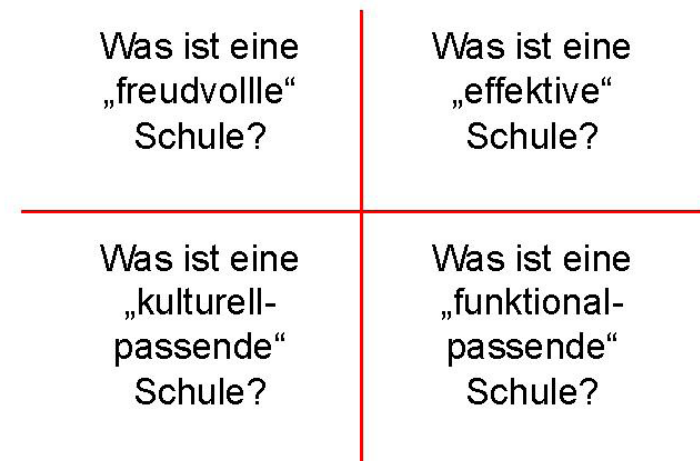 Was ist eine
„freudvollle“
Schule?
Was ist eine
„effektive“
Schule?
Was ist eine
„kulturell-
passende“
Schule?
Was ist eine
„funktional-
passende“
Schule?